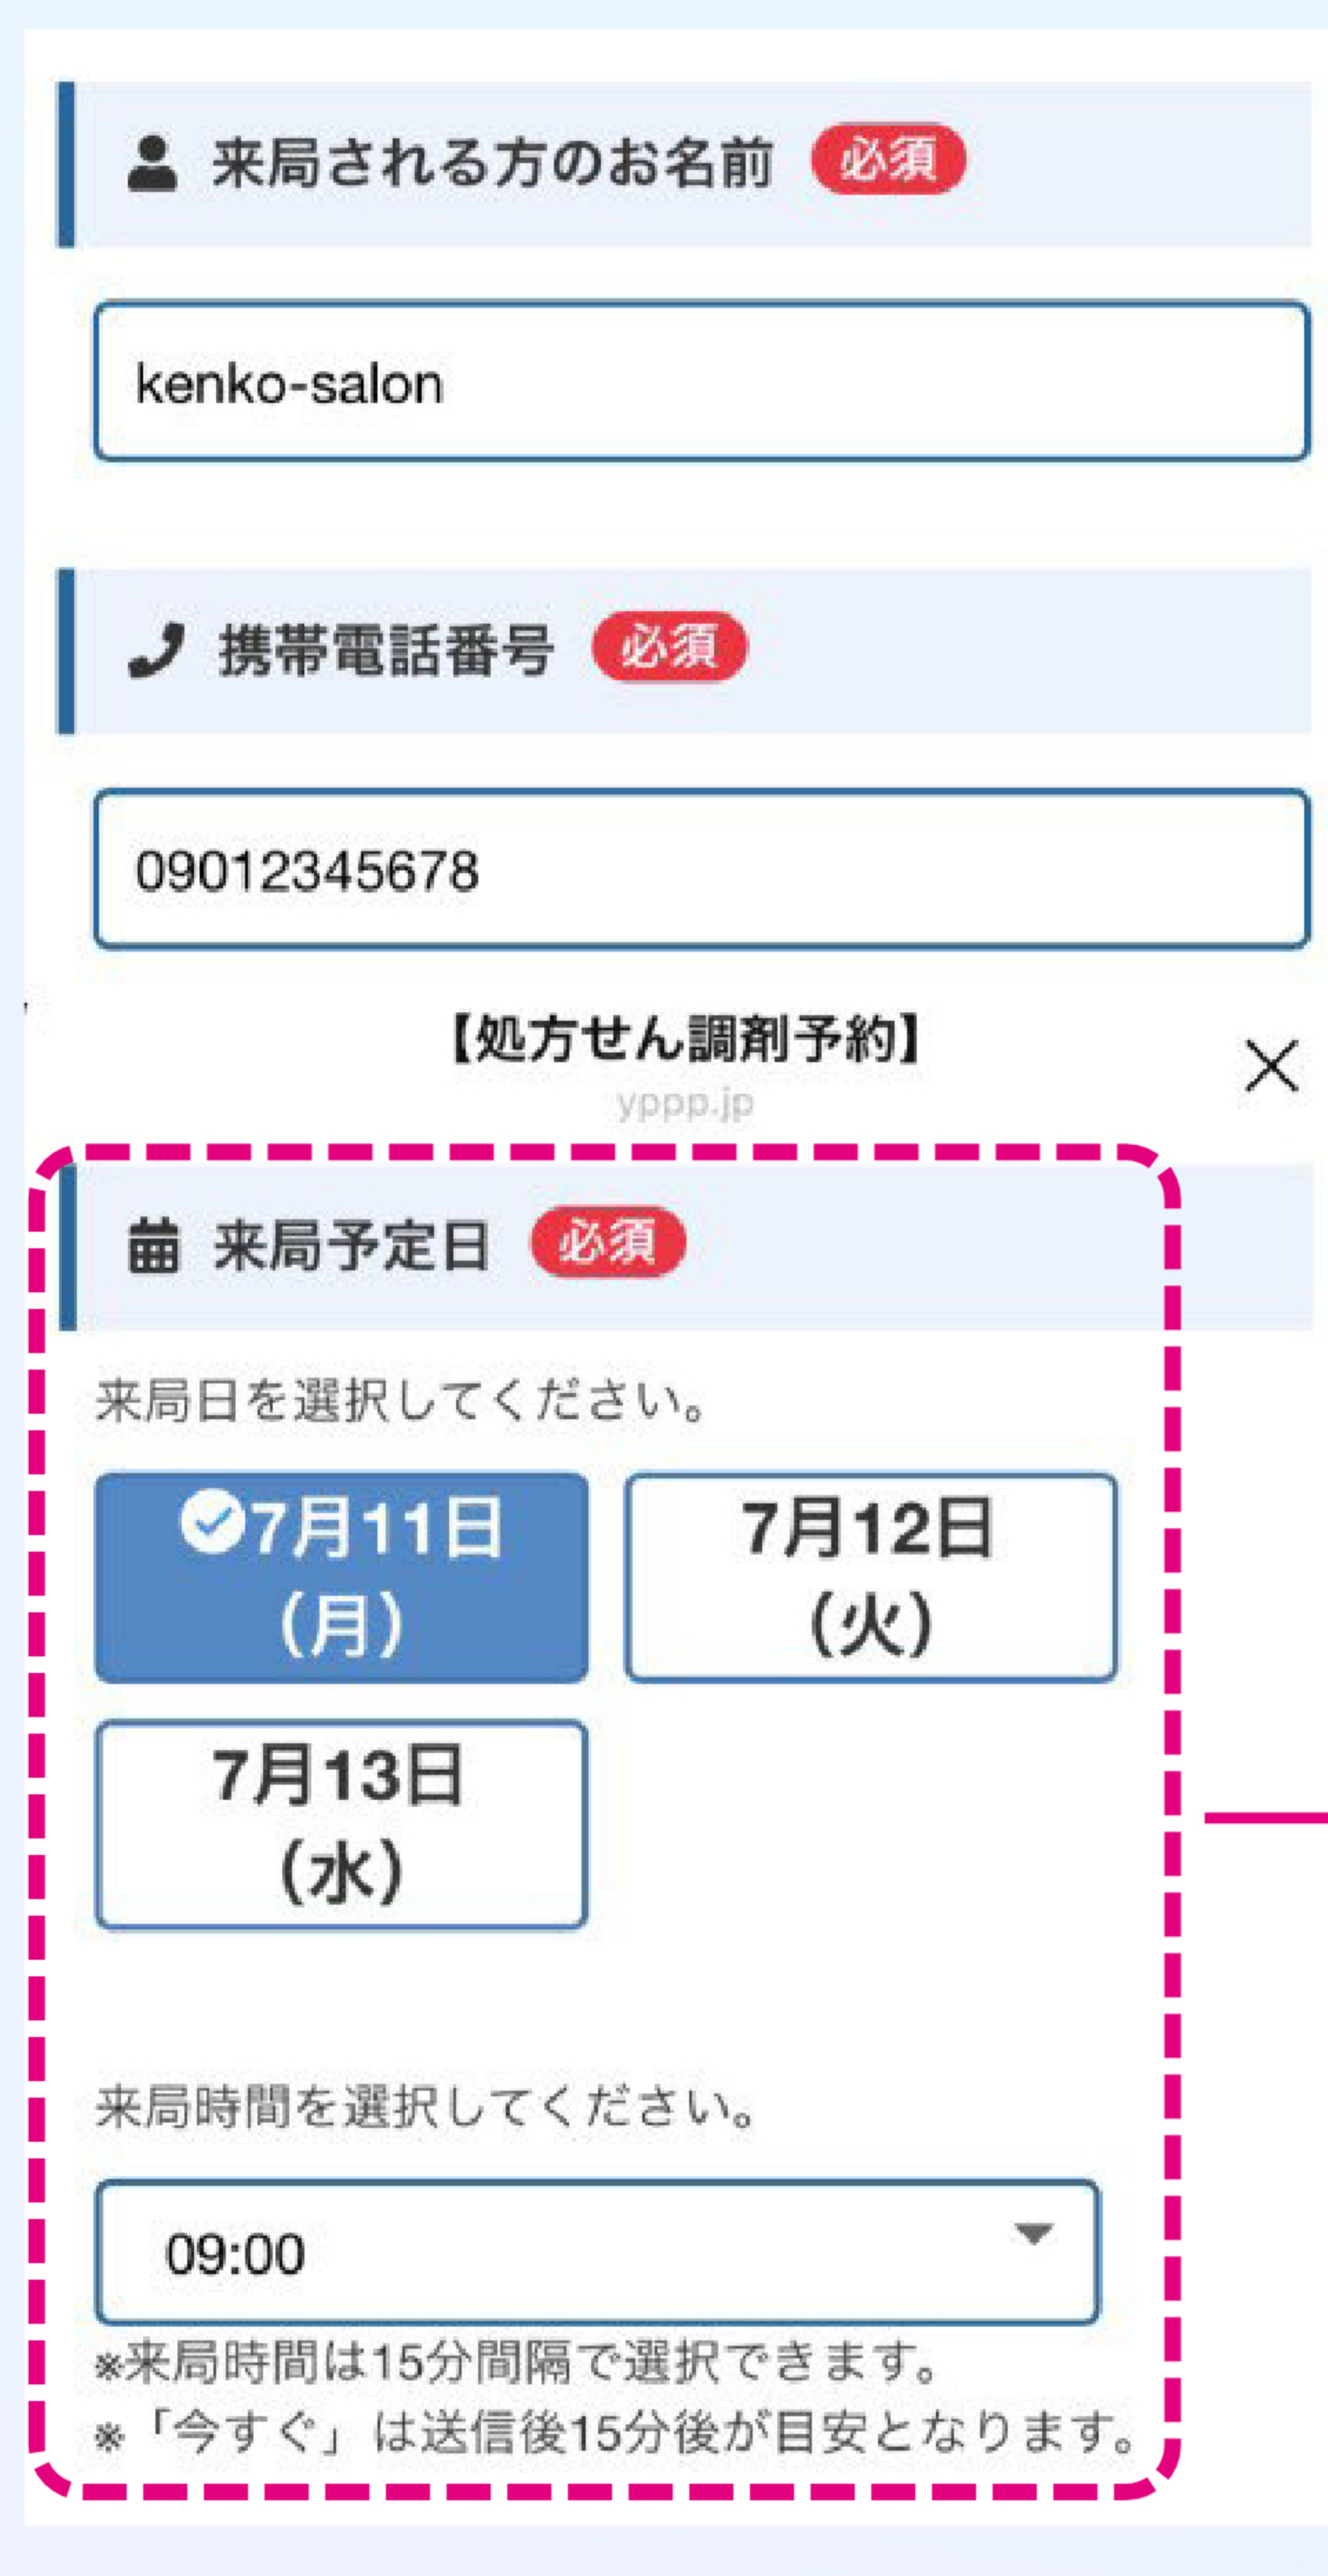 来局される方のお名前 必須
kenko-salon
携帯電話番号 必須
09012345678
【処方せん調剤予約】
yppp.jp
来局予定日 必須
来局日を選択してください。
7月11日 7月12日
(月) (火)
7月13日
(水)
来局時間を選択してください。
09:00
※来局時間は15分間隔で選択できます。
※「今すぐ」は送信後15分後が目安となります。